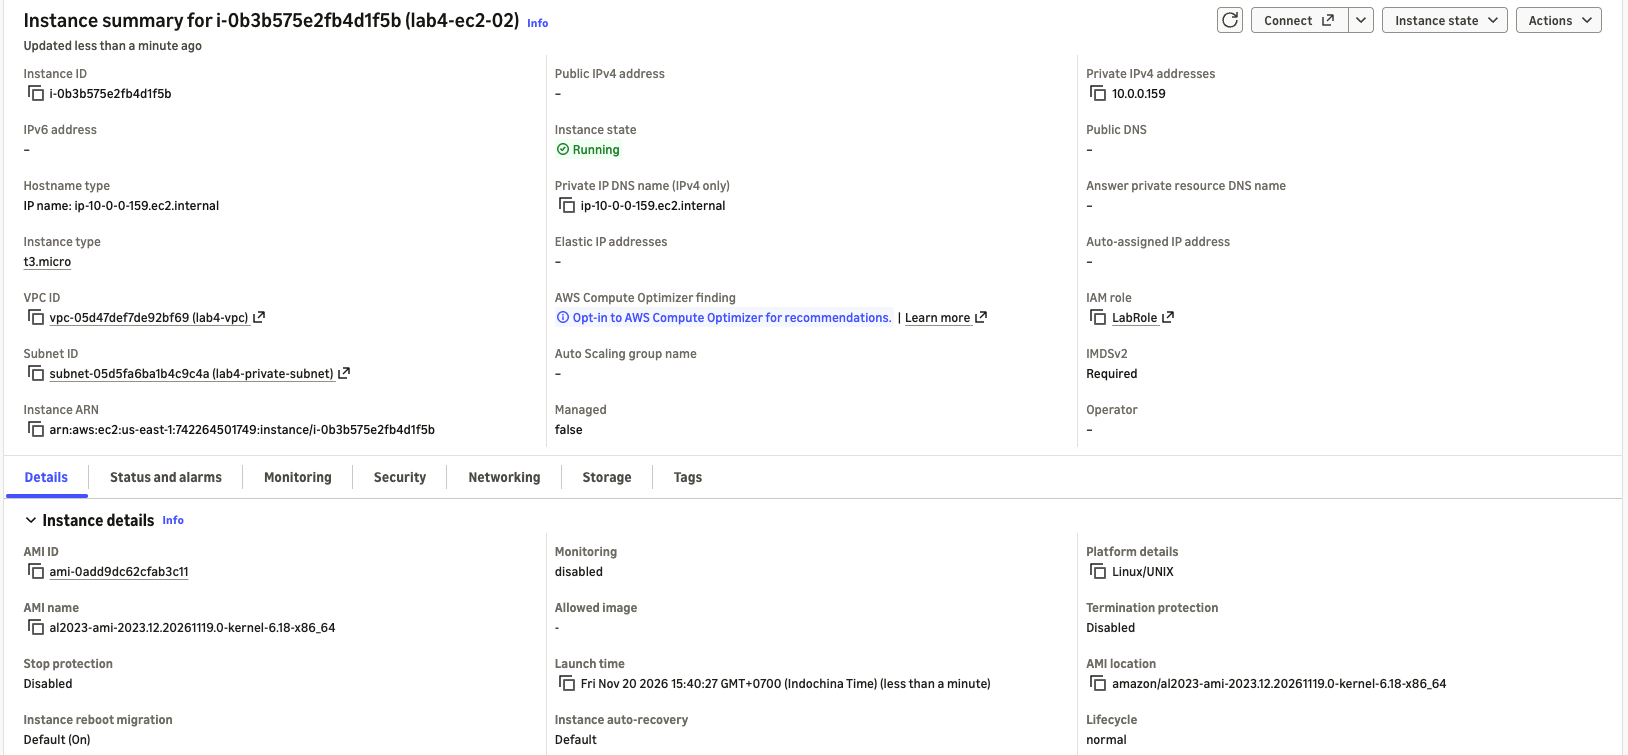 Instance summary for i-0b3b575e2fb4d1f5b (lab4-ec2-02) Info
Connect
Instance state
Actions
Updated less than a minute ago
Instance ID
i-0b3b575e2fb4d1f5b
Public IPv4 address
–
Private IPv4 addresses
10.0.0.159
IPv6 address
–
Instance state
Running
Public DNS
–
Hostname type
IP name: ip-10-0-0-159.ec2.internal
Private IP DNS name (IPv4 only)
ip-10-0-0-159.ec2.internal
Answer private resource DNS name
–
Instance type
t3.micro
Elastic IP addresses
–
Auto-assigned IP address
–
VPC ID
vpc-05d47def7de92bf69 (lab4-vpc)
AWS Compute Optimizer finding
Opt-in to AWS Compute Optimizer for recommendations. | Learn more
IAM role
LabRole
Subnet ID
subnet-05d5fa6ba1b4c9c4a (lab4-private-subnet)
Auto Scaling group name
–
IMDSv2
Required
Instance ARN
arn:aws:ec2:us-east-1:742264501749:instance/i-0b3b575e2fb4d1f5b
Managed
false
Operator
–
Details
Status and alarms
Monitoring
Security
Networking
Storage
Tags
Instance details Info
AMI ID
ami-0add9dc62cfab3c11
Monitoring
disabled
Platform details
Linux/UNIX
AMI name
al2023-ami-2023.12.20261119.0-kernel-6.18-x86_64
Allowed image
-
Termination protection
Disabled
Stop protection
Disabled
Launch time
Fri Nov 20 2026 15:40:27 GMT+0700 (Indochina Time) (less than a minute)
AMI location
amazon/al2023-ami-2023.12.20261119.0-kernel-6.18-x86_64
Instance reboot migration
Default (On)
Instance auto-recovery
Default
Lifecycle
normal